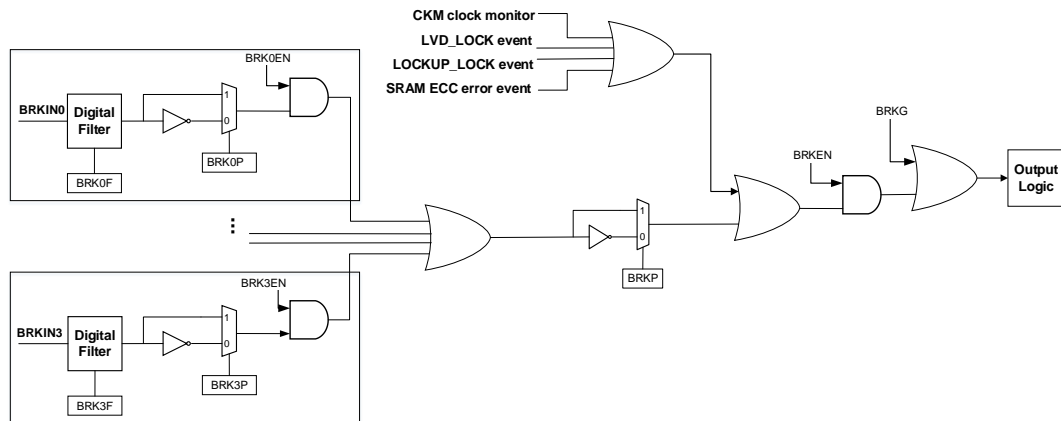 CKM clock monitor
LVD_LOCK event
LOCKUP_LOCK event
SRAM ECC error event
BRK0EN
BRKIN0
Digital
Filter
1
0
BRK0P
BRK0F
BRKG
BRKEN
Output
Logic
...
1
0
BRKP
BRK3EN
BRKIN3
Digital
Filter
1
0
BRK3P
BRK3F